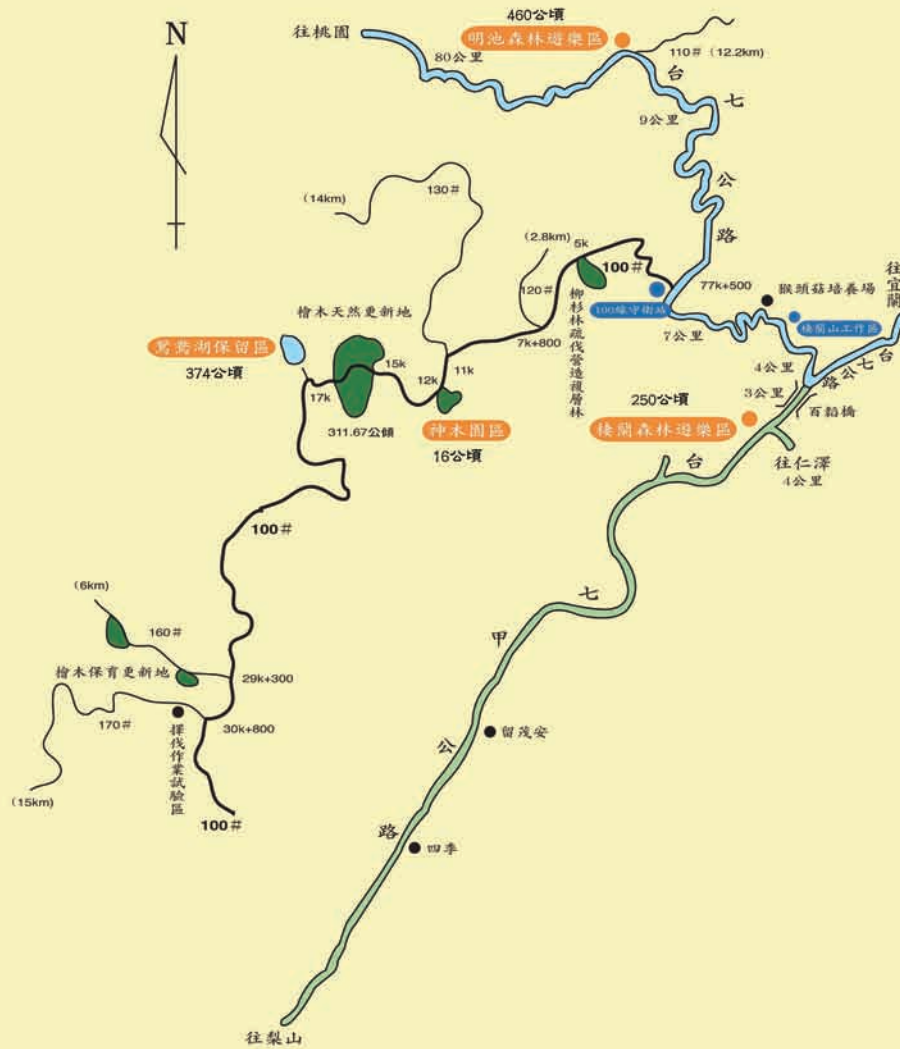 460公頃
明池森林遊樂區
N
往桃園
80公里
110# (12.2km)
台
七
公
路
9公里
(14km)
130#
(2.8km)
5k
100#
120#
7k+800
柳杉林疏伐營造複層林
100線守衛站
77k+500
猴頭菇培養場
往宜蘭
棲蘭山工作區
7公里
4公里
台
七
公
路
3公里
百韜橋
檜木天然更新地
鴛鴦湖保留區
374公頃
15k
17k
12k
11k
311.67公頃
神木園區
16公頃
250公頃
棲蘭森林遊樂區
往仁澤
4公里
台
七
甲
公
路
100#
(6km)
160#
檜木保育更新地
29k+300
170#
30k+800
擇伐作業試驗區
(15km)
100#
留茂安
四季
往梨山